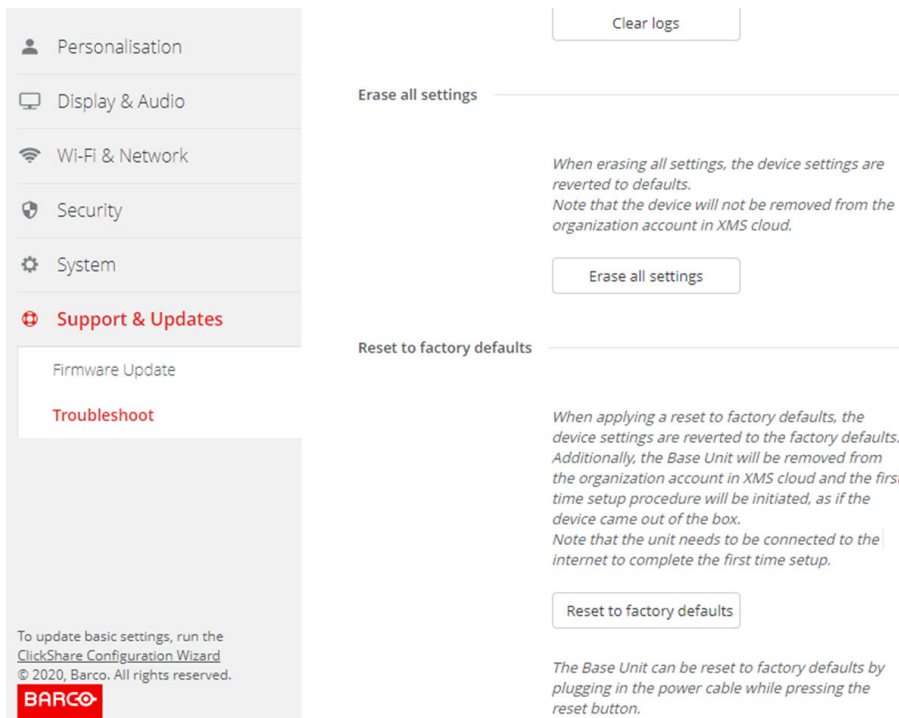 Personalisation
Display & Audio
Wi-Fi & Network
Security
System
Support & Updates
Firmware Update
Troubleshoot
To update basic settings, run the
ClickShare Configuration Wizard
© 2020, Barco. All rights reserved.
BARCO
Clear logs
Erase all settings
When erasing all settings, the device settings are
reverted to defaults.
Note that the device will not be removed from the
organization account in XMS cloud.
Erase all settings
Reset to factory defaults
When applying a reset to factory defaults, the
device settings are reverted to the factory defaults.
Additionally, the Base Unit will be removed from
the organization account in XMS cloud and the first
time setup procedure will be initiated, as if the
device came out of the box.
Note that the unit needs to be connected to the
internet to complete the first time setup.
Reset to factory defaults
The Base Unit can be reset to factory defaults by
plugging in the power cable while pressing the
reset button.